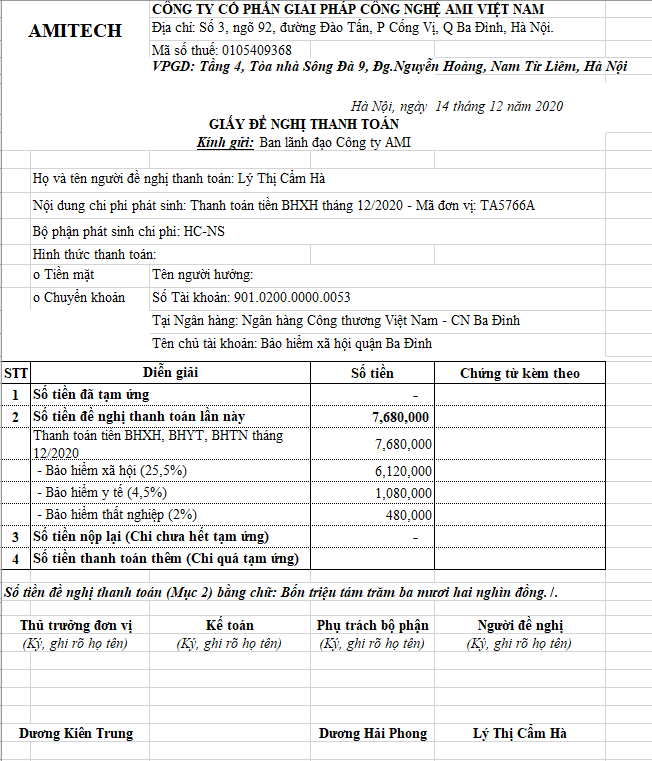 CÔNG TY CỔ PHẦN GIẢI PHÁP CÔNG NGHỆ AMI VIỆT NAM
AMITECH
Địa chỉ: Số 3, ngõ 92, đường Đào Tấn, P Cống Vị, Q Ba Đình, Hà Nội.
Mã số thuế: 0105409368
VPGD: Tầng 4, Tòa nhà Sông Đà 9, Đg.Nguyễn Hoàng, Nam Từ Liêm, Hà Nội
Hà Nội, ngày 14 tháng 12 năm 2020
GIẤY ĐỀ NGHỊ THANH TOÁN
Kính gửi: Ban lãnh đạo Công ty AMI
Họ và tên người đề nghị thanh toán: Lý Thị Cẩm Hà
Nội dung chi phí phát sinh: Thanh toán tiền BHXH tháng 12/2020 - Mã đơn vị: TA5766A
Bộ phận phát sinh chi phí: HC-NS
Hình thức thanh toán:
o Tiền mặt Tên người hưởng:
o Chuyển khoản Số Tài khoản: 901.0200.0000.0053
Tại Ngân hàng: Ngân hàng Công thương Việt Nam - CN Ba Đình
Tên chủ tài khoản: Bảo hiểm xã hội quận Ba Đình
STT Diễn giải Số tiền Chứng từ kèm theo
1 Số tiền đã tạm ứng -
2 Số tiền đề nghị thanh toán lần này 7,680,000
Thanh toán tiền BHXH, BHYT, BHTN tháng
12/2020 7,680,000
- Bảo hiểm xã hội (25,5%) 6,120,000
- Bảo hiểm y tế (4,5%) 1,080,000
- Bảo hiểm thất nghiệp (2%) 480,000
3 Số tiền nộp lại (Chi chưa hết tạm ứng) -
4 Số tiền thanh toán thêm (Chi quá tạm ứng)
Số tiền đề nghị thanh toán (Mục 2) bằng chữ: Bốn triệu tám trăm ba mươi hai nghìn đồng. /.
Thủ trưởng đơn vị Kế toán Phụ trách bộ phận Người đề nghị
(Ký, ghi rõ họ tên) (Ký, ghi rõ họ tên) (Ký, ghi rõ họ tên) (Ký, ghi rõ họ tên)
Dương Kiên Trung Dương Hải Phong Lý Thị Cẩm Hà